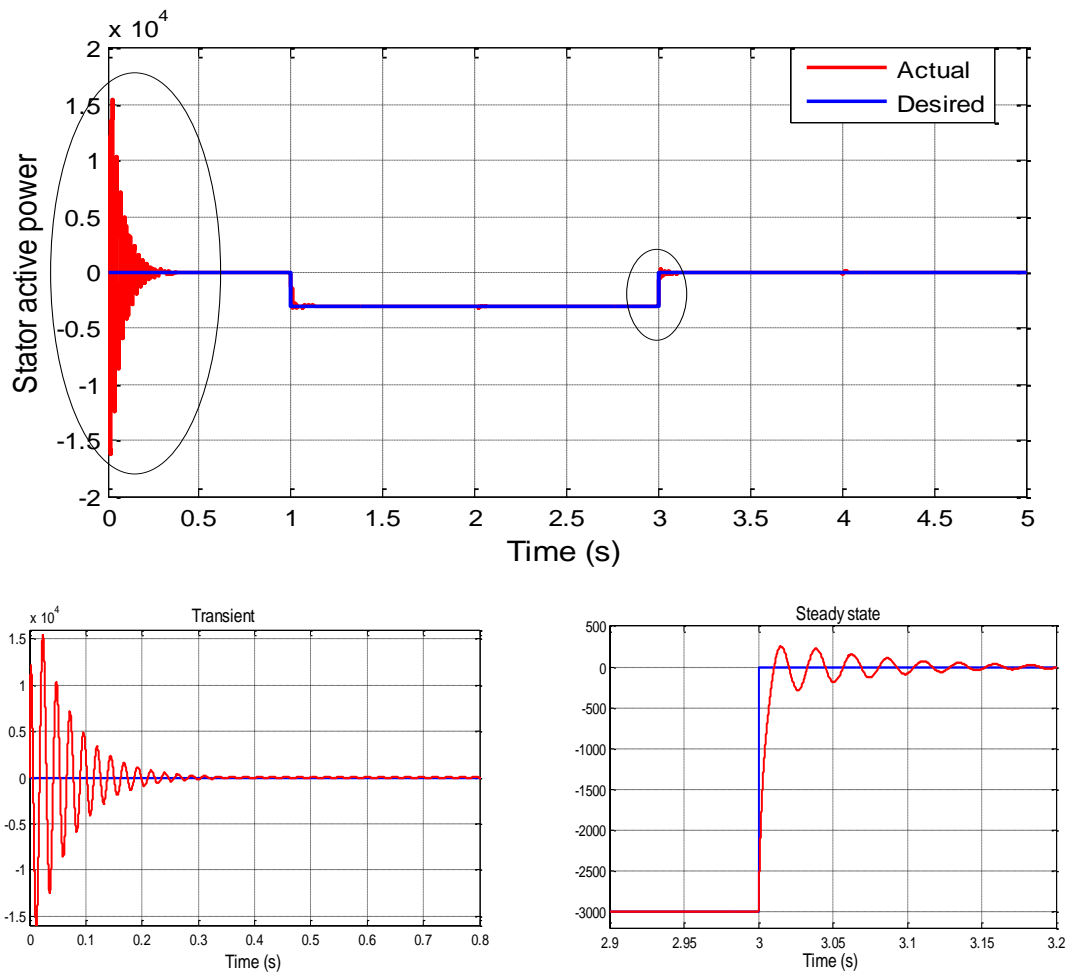 x 10^4
2
1.5
1
0.5
0
-0.5
-1
-1.5
-2
Stator active power
Actual
Desired
0 0.5 1 1.5 2 2.5 3 3.5 4 4.5 5
Time (s)
x 10^4
Transient
1.5
1
0.5
0
-0.5
-1
-1.5
0 0.1 0.2 0.3 0.4 0.5 0.6 0.7 0.8
Time (s)
Steady state
500
0
-500
-1000
-1500
-2000
-2500
-3000
2.9 2.95 3 3.05 3.1 3.15 3.2
Time (s)